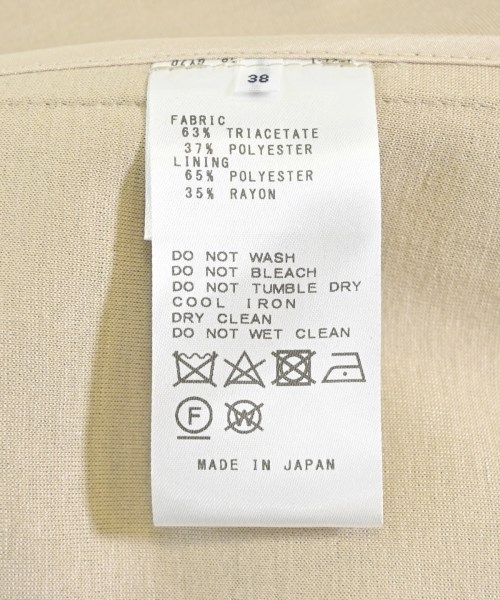 38
FABRIC
63% TRIACETATE
37% POLYESTER
LINING
65% POLYESTER
35% RAYON
DO NOT WASH
DO NOT BLEACH
DO NOT TUMBLE DRY
COOL IRON
DRY CLEAN
DO NOT WET CLEAN
F W
MADE IN JAPAN